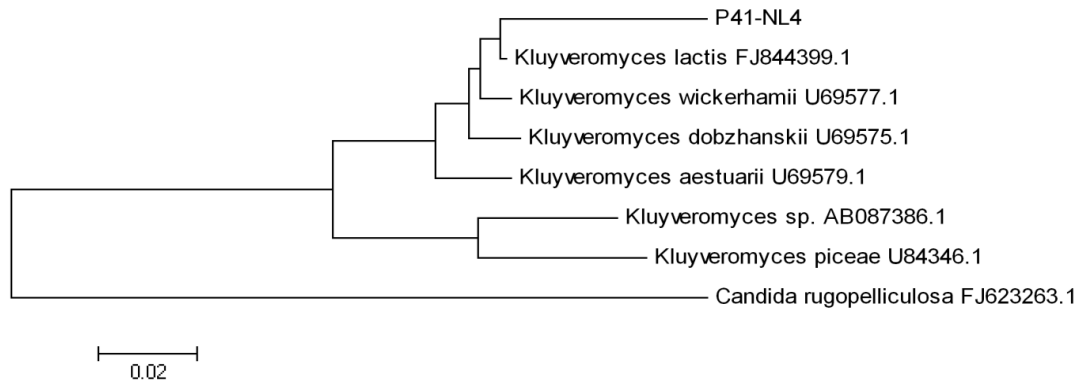 P41-NL4
Kluyveromyces lactis FJ844399.1
Kluyveromyces wickerhamii U69577.1
Kluyveromyces dobzhanskii U69575.1
Kluyveromyces aestuarii U69579.1
Kluyveromyces sp. AB087386.1
Kluyveromyces piceae U84346.1
Candida rugopelliculosa FJ623263.1
0.02